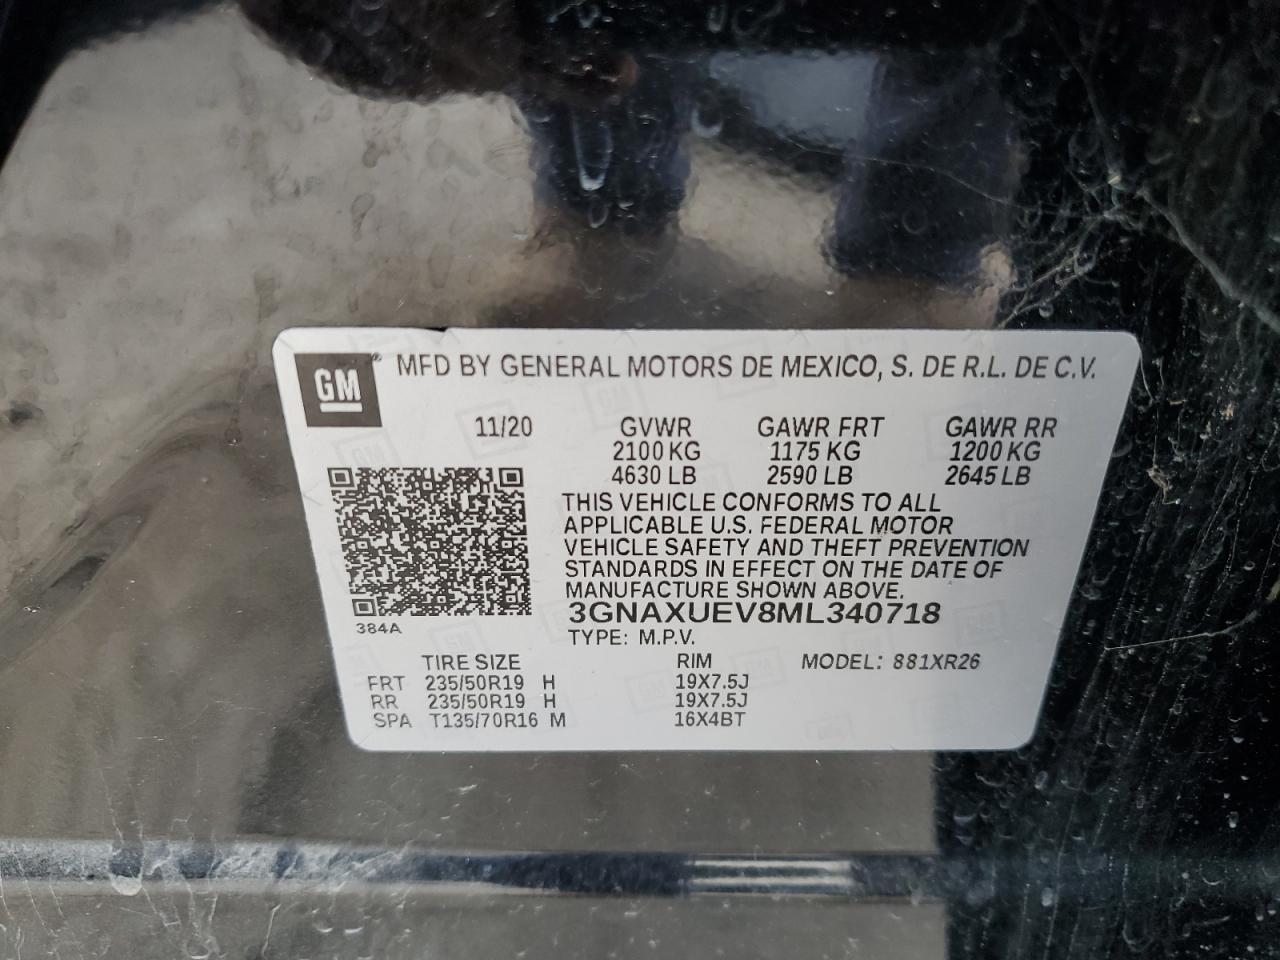 GM ® MFD BY GENERAL MOTORS DE MEXICO, S. DE R.L. DE C.V.
11/20 GVWR GAWR FRT GAWR RR
2100 KG 1175 KG 1200 KG
4630 LB 2590 LB 2645 LB
THIS VEHICLE CONFORMS TO ALL
APPLICABLE U.S. FEDERAL MOTOR
VEHICLE SAFETY AND THEFT PREVENTION
STANDARDS IN EFFECT ON THE DATE OF
MANUFACTURE SHOWN ABOVE.
3GNAXUEV8ML340718
384A
TYPE: M.P.V.
TIRE SIZE RIM MODEL: 881XR26
FRT 235/50R19 H 19X7.5J
RR 235/50R19 H 19X7.5J
SPA T135/70R16 M 16X4BT